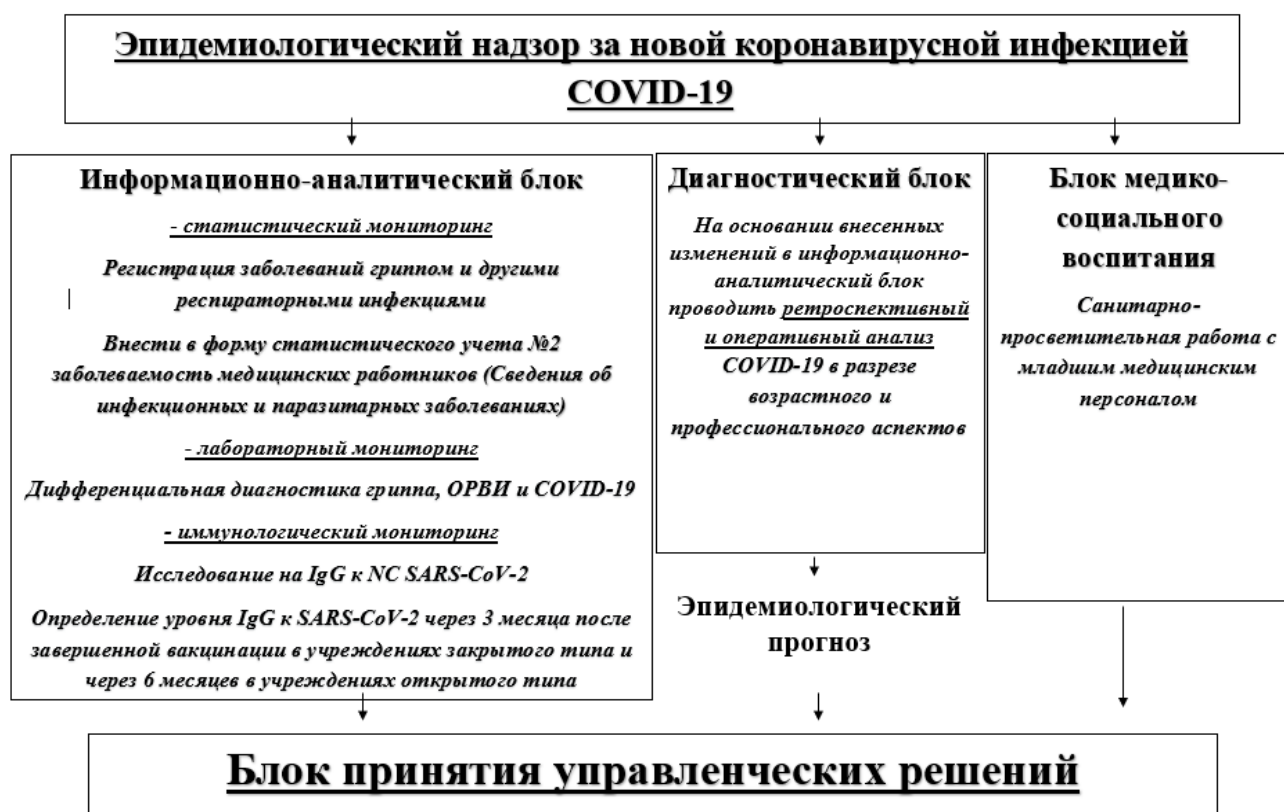 Эпидемиологический надзор за новой коронавирусной инфекцией
COVID-19
Информационно-аналитический блок
- статистический мониторинг
Регистрация заболеваний гриппом и другими
респираторными инфекциями
Внести в форму статистического учета №2
заболеваемость медицинских работников (Сведения об
инфекционных и паразитарных заболеваниях)
- лабораторный мониторинг
Дифференциальная диагностика гриппа, ОРВИ и COVID-19
- иммунологический мониторинг
Исследование на IgG к NC SARS-CoV-2
Определение уровня IgG к SARS-CoV-2 через 3 месяца после
завершенной вакцинации в учреждениях закрытого типа и
через 6 месяцев в учреждениях открытого типа
Диагностический блок
На основании внесенных
изменений в информационно-
аналитический блок
проводить ретроспективный
и оперативный анализ
COVID-19 в разрезе
возрастного и
профессионального аспектов
Эпидемиологический
прогноз
Блок медико-
социального
воспитания
Санитарно-
просветительная работа с
младшим медицинским
персоналом
Блок принятия управленческих решений